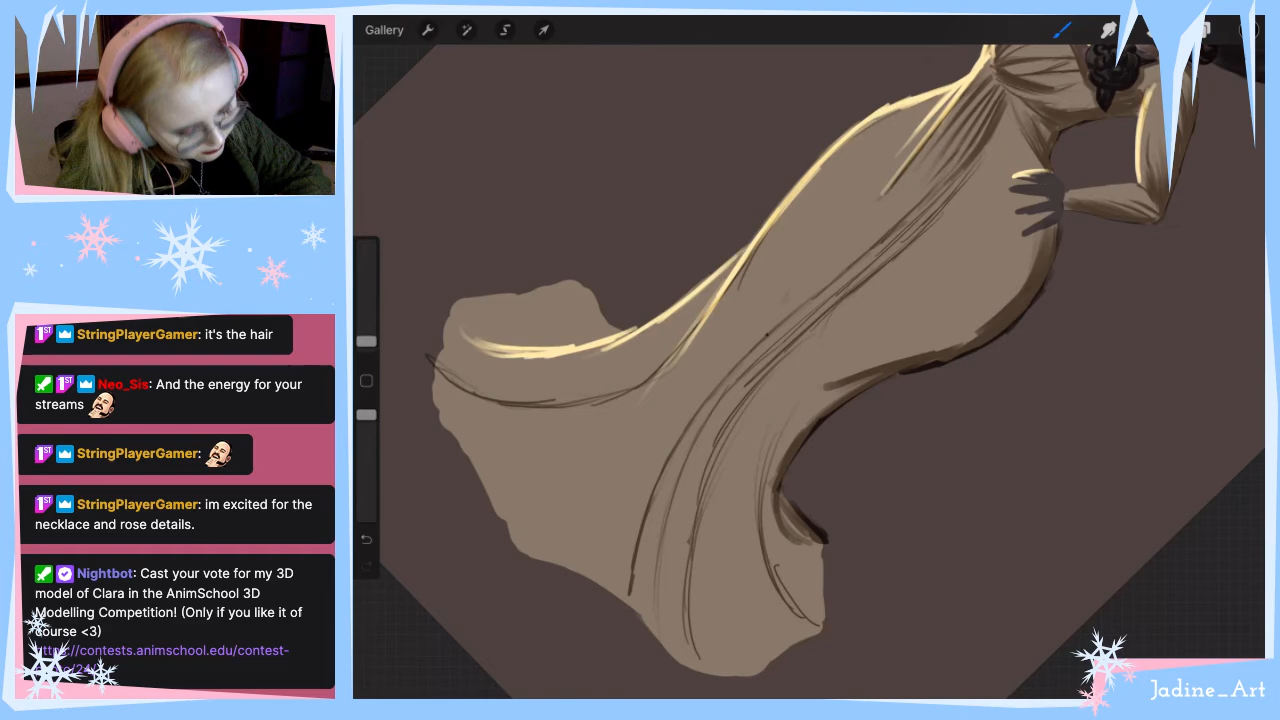 Gallery
StringPlayerGamer: it's the hair
Neo_Sis: And the energy for your
streams
StringPlayerGamer:
StringPlayerGamer: im excited for the
necklace and rose details.
Nightbot: Cast your vote for my 3D
model of Clara in the AnimSchool 3D
Modelling Competition! (Only if you like it of
course <3)
https://contests.animschool.edu/contest-
Jadine_Art